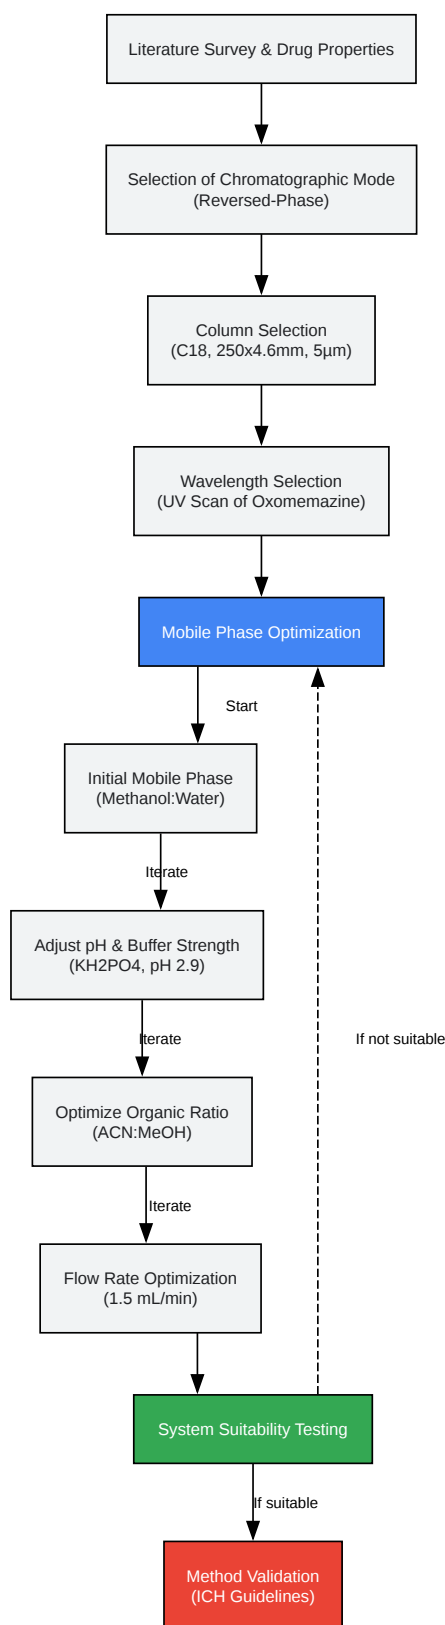 Literature Survey & Drug Properties
Selection of Chromatographic Mode
(Reversed-Phase)
Column Selection
(C18, 250x4.6mm, 5µm)
Wavelength Selection
(UV Scan of Oxomemazine)
Mobile Phase Optimization
Start
Initial Mobile Phase
(Methanol:Water)
Iterate
Adjust pH & Buffer Strength
(KH2PO4, pH 2.9)
Iterate
If not suitable
Optimize Organic Ratio
(ACN:MeOH)
Iterate
Flow Rate Optimization
(1.5 mL/min)
System Suitability Testing
If suitable
Method Validation
(ICH Guidelines)